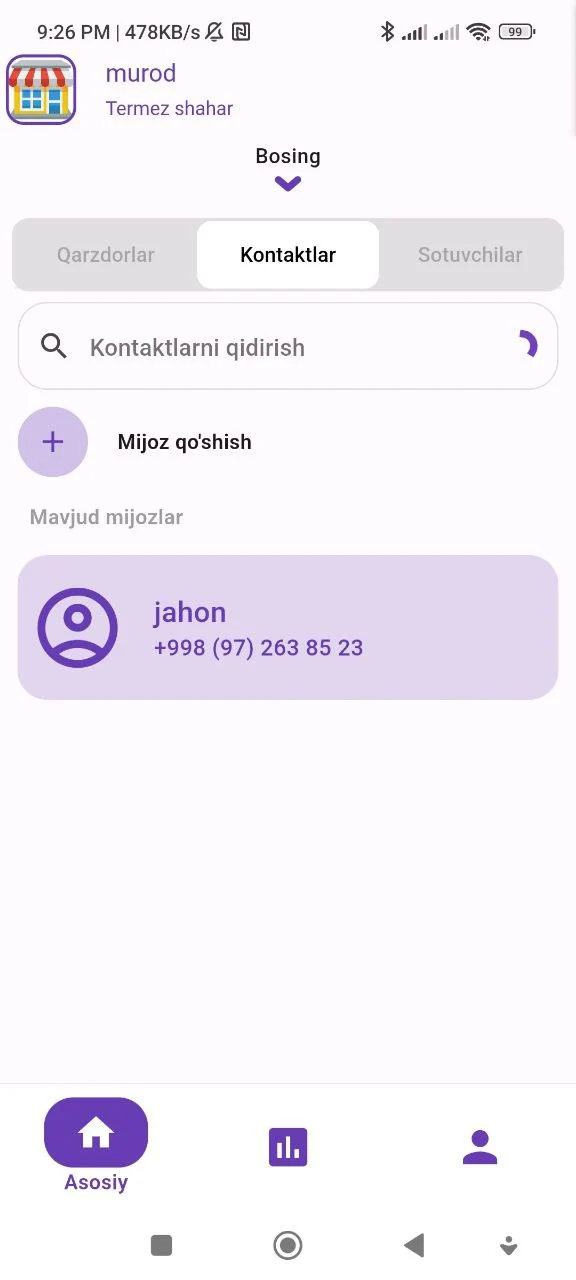 9:26 PM | 478KB/s
99
murod
Termez shahar
Bosing
Qarzdorlar
Kontaktlar
Sotuvchilar
Kontaktlarni qidirish
Mijoz qo'shish
Mavjud mijozlar
jahon
+998 (97) 263 85 23
Asosiy